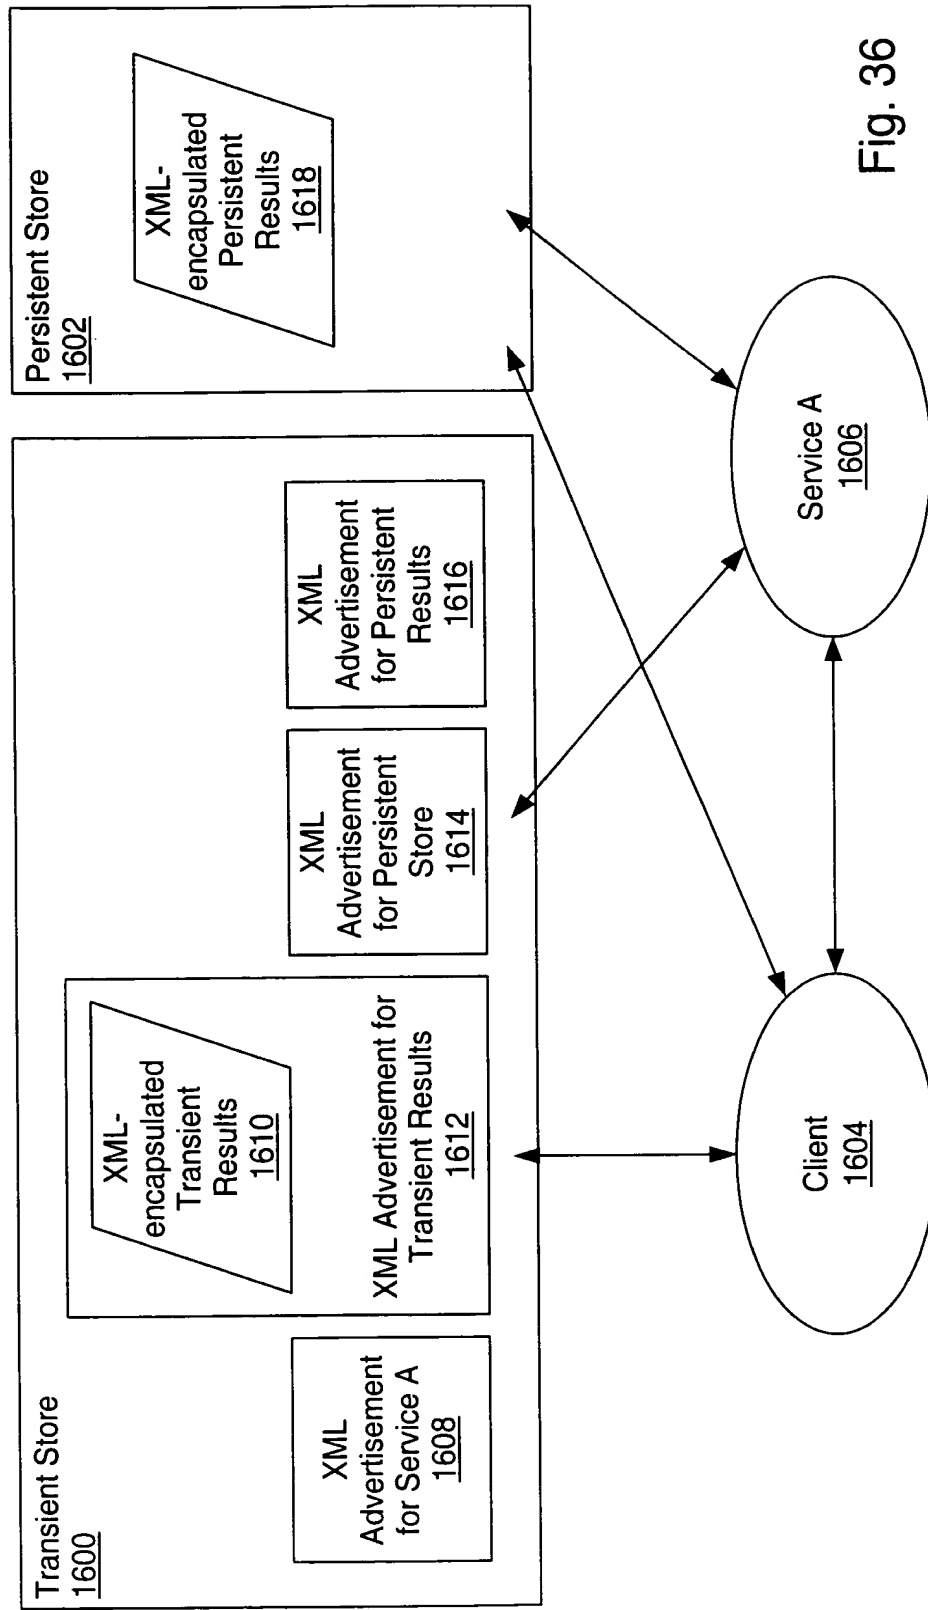 Transient Store
1600
XML
Advertisement
for Service A
1608
XML-
encapsulated
Transient
Results
1610
XML Advertisement for
Transient Results
1612
XML
Advertisement
for Persistent
Store
1614
XML
Advertisement
for Persistent
Results
1616
Persistent Store
1602
XML-
encapsulated
Persistent
Results
1618
Client
1604
Service A
1606
Fig. 36